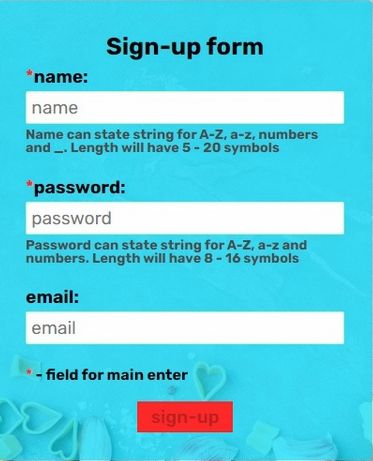 Sign-up form
*name:
name
Name can state string for A-Z, a-z, numbers
and _. Length will have 5 - 20 symbols
*password:
password
Password can state string for A-Z, a-z and
numbers. Length will have 8 - 16 symbols
email:
email
* - field for main enter
sign-up